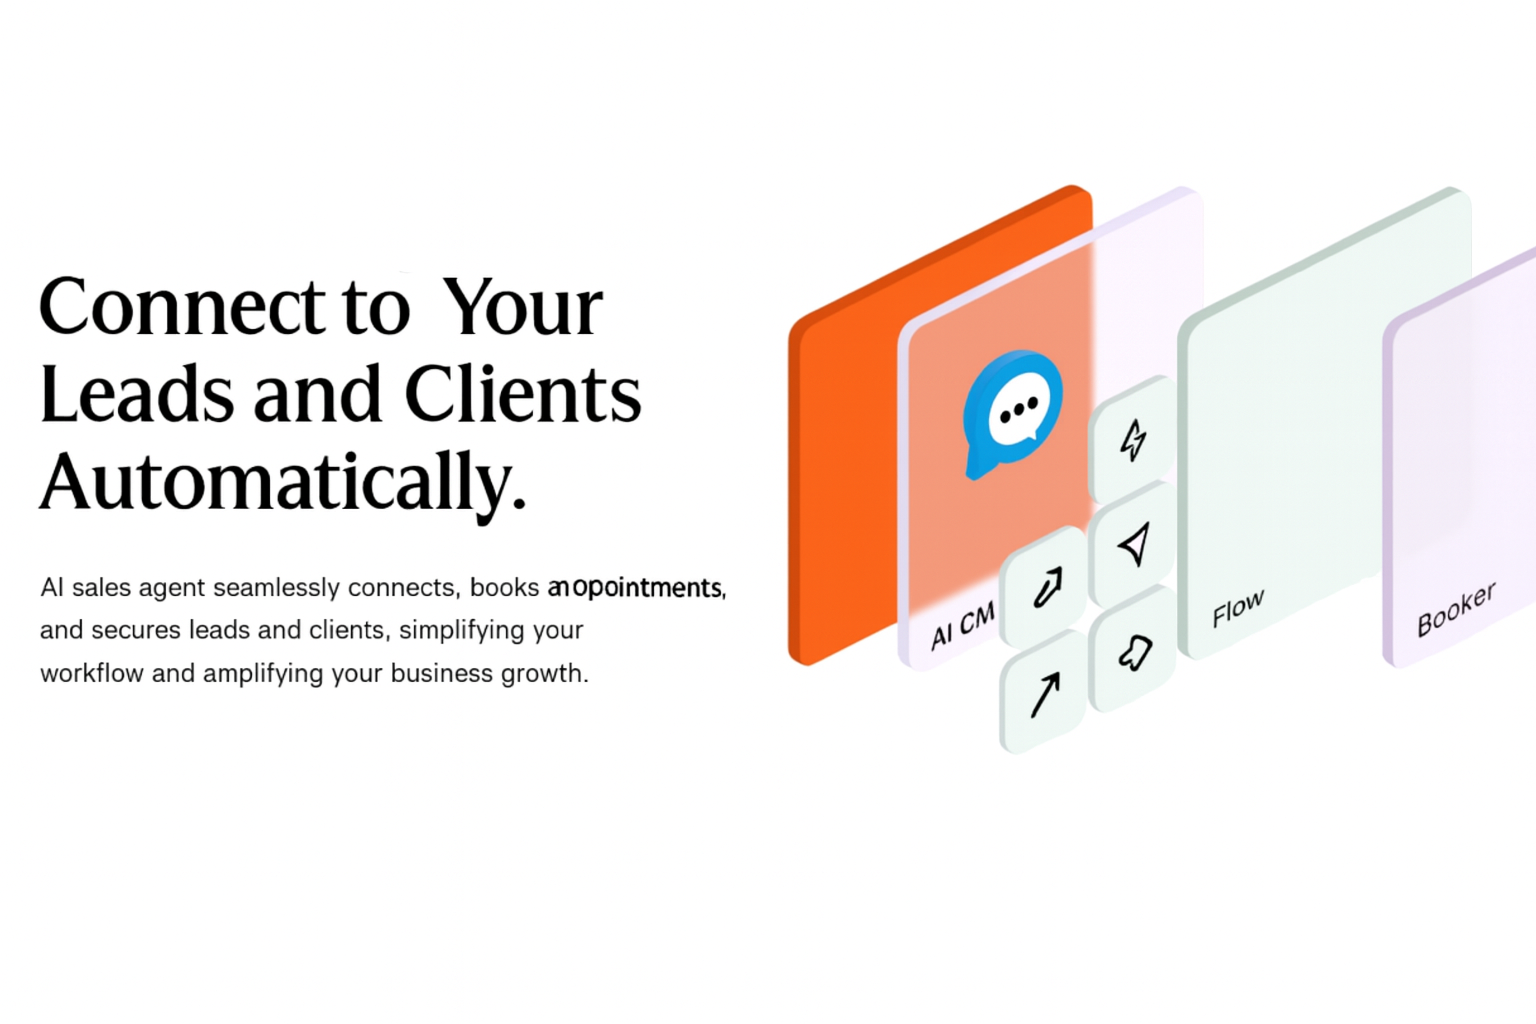 Connect to Your
Leads and Clients
Automatically.
AI sales agent seamlessly connects, books anopointments,
and secures leads and clients, simplifying your
workflow and amplifying your business growth.
AI CM
Flow
Booker